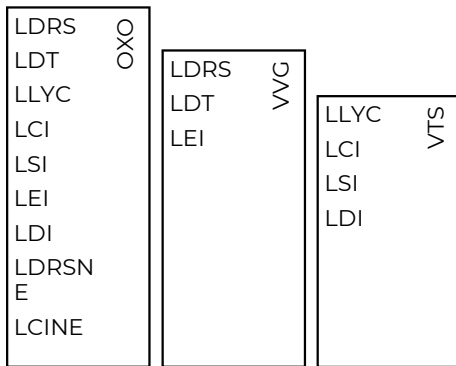 LDRS
LDT
LLYC
LCI
LSI
LEI
LDI
LDRSN
E
LCINE
OXO
LDRS
LDT
LEI
VVG
LLYC
LCI
LSI
LDI
VTS